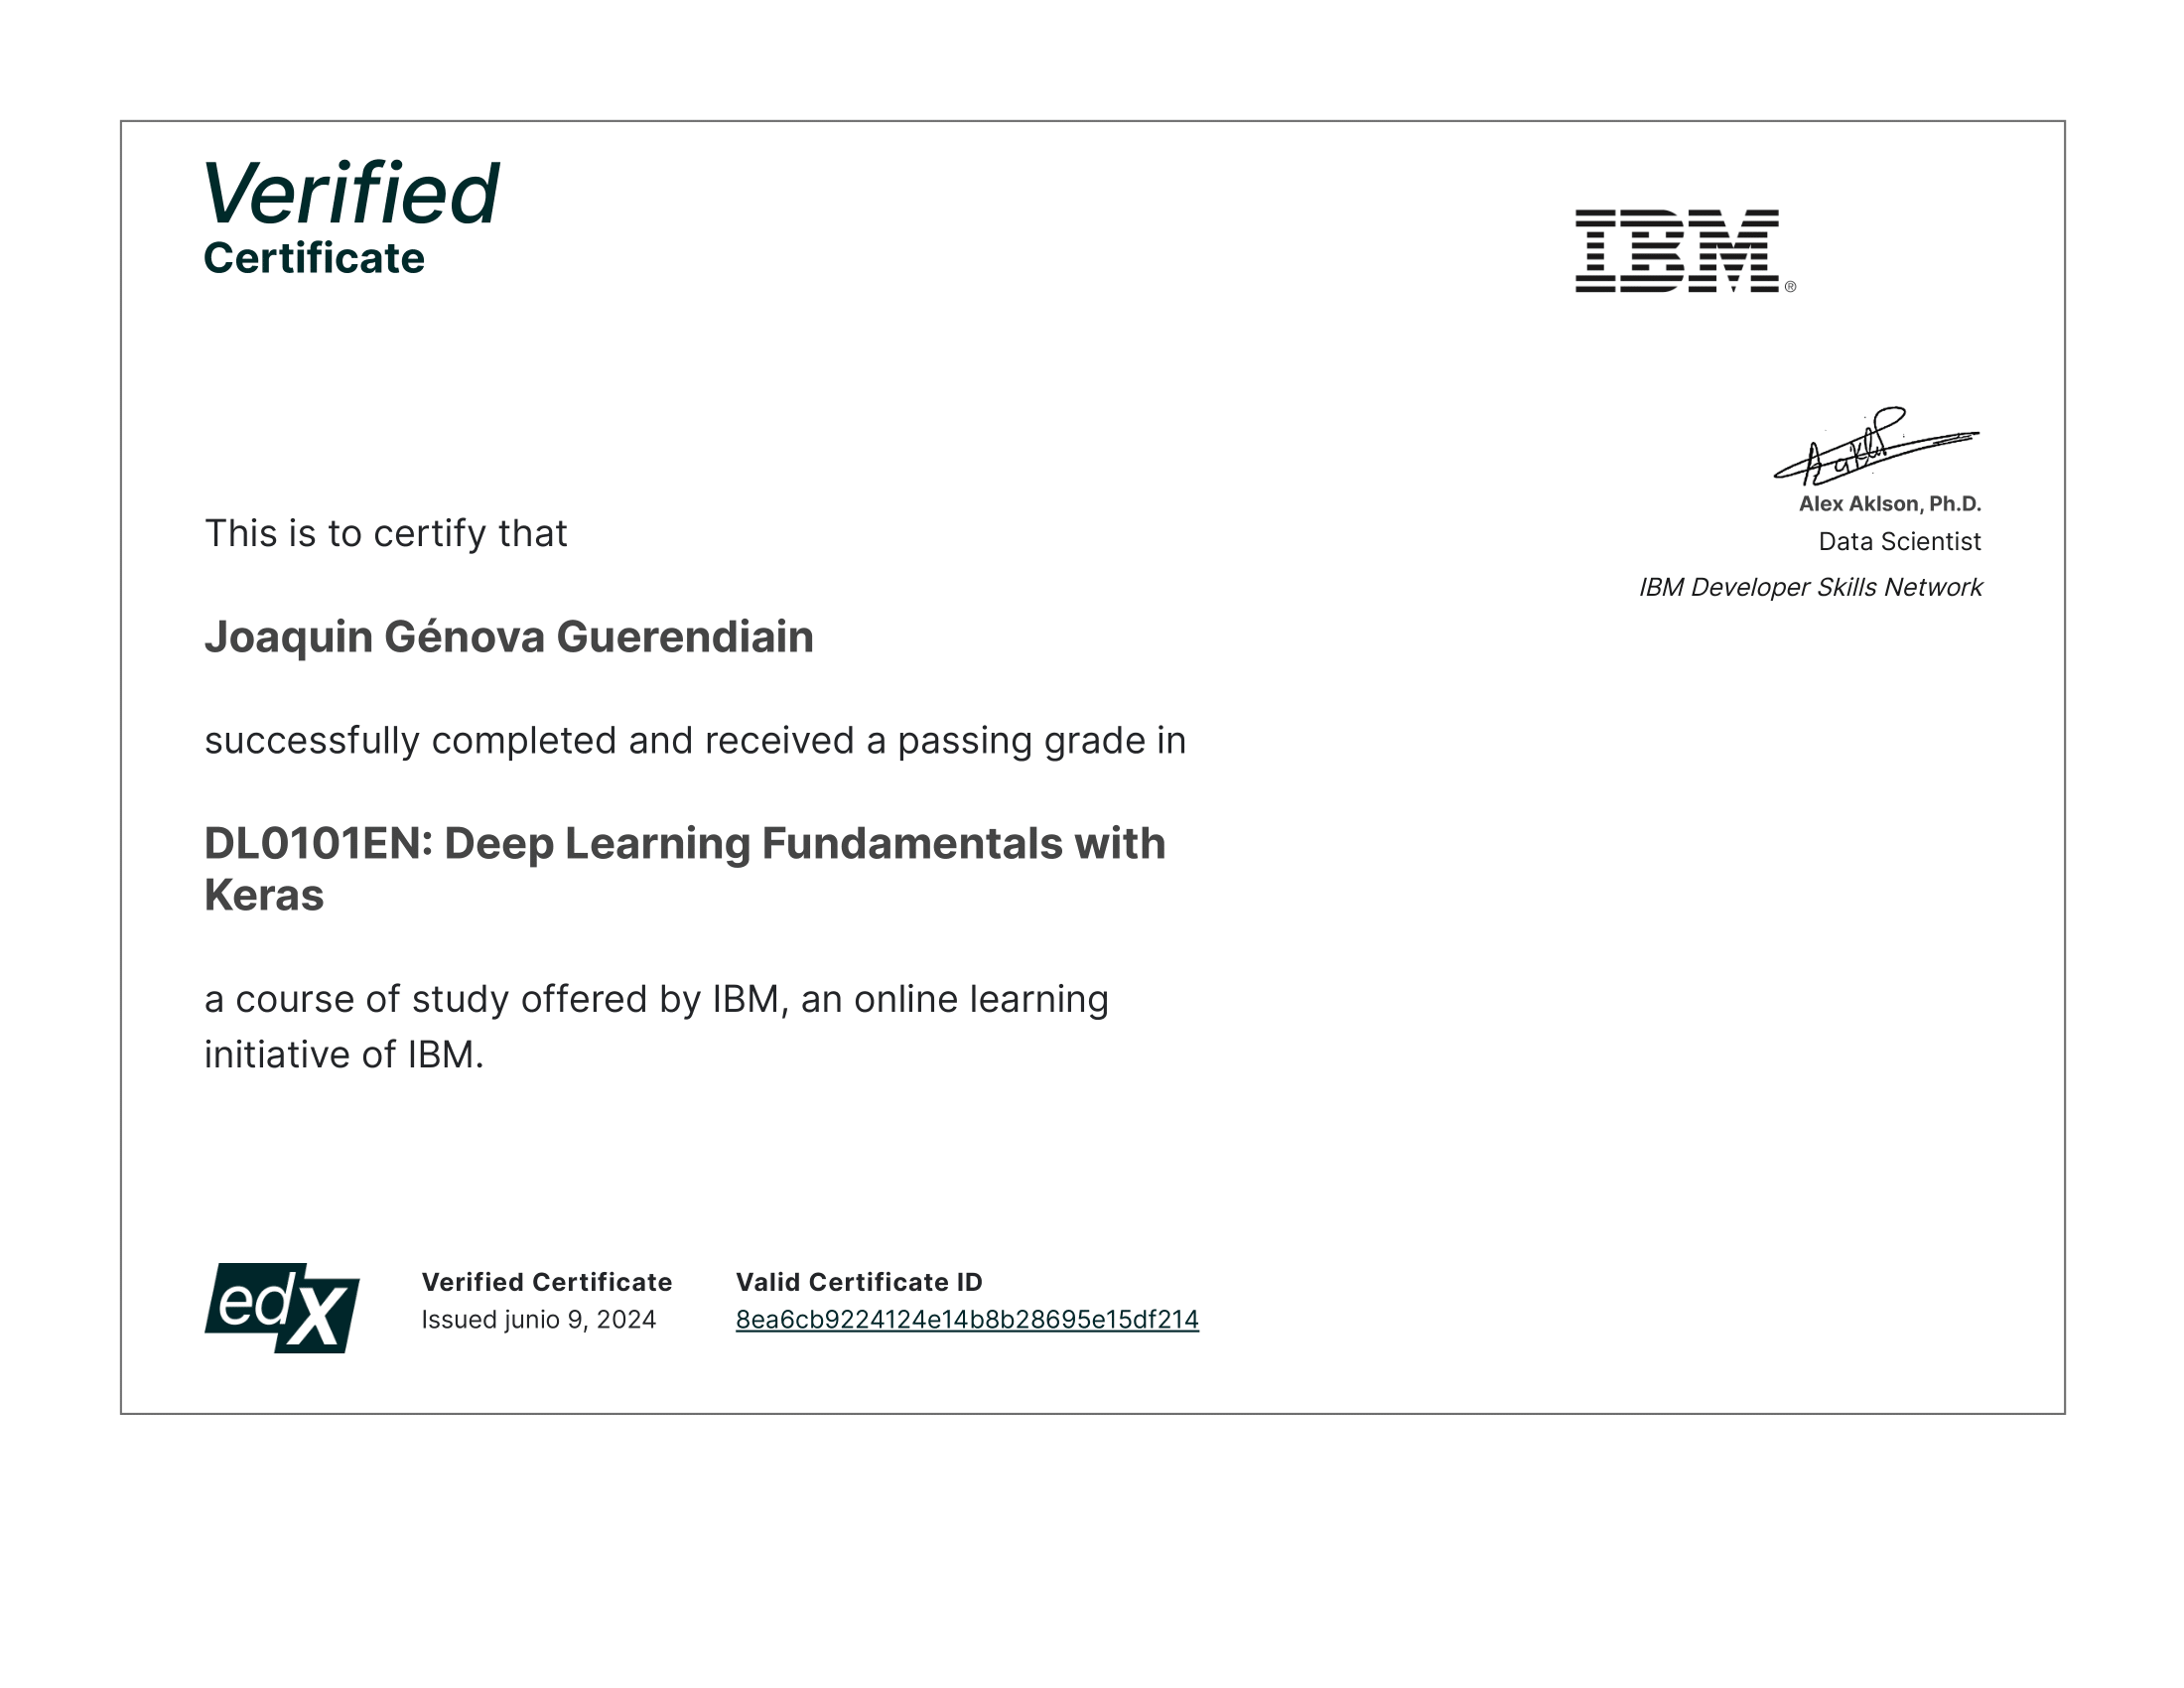 Verified
Certificate
IBM®
Alex Aklson, Ph.D.
Data Scientist
IBM Developer Skills Network
This is to certify that
Joaquin Génova Guerendiain
successfully completed and received a passing grade in
DL0101EN: Deep Learning Fundamentals with
Keras
a course of study offered by IBM, an online learning
initiative of IBM.
edX
Verified Certificate
Issued junio 9, 2024
Valid Certificate ID
8ea6cb9224124e14b8b28695e15df214